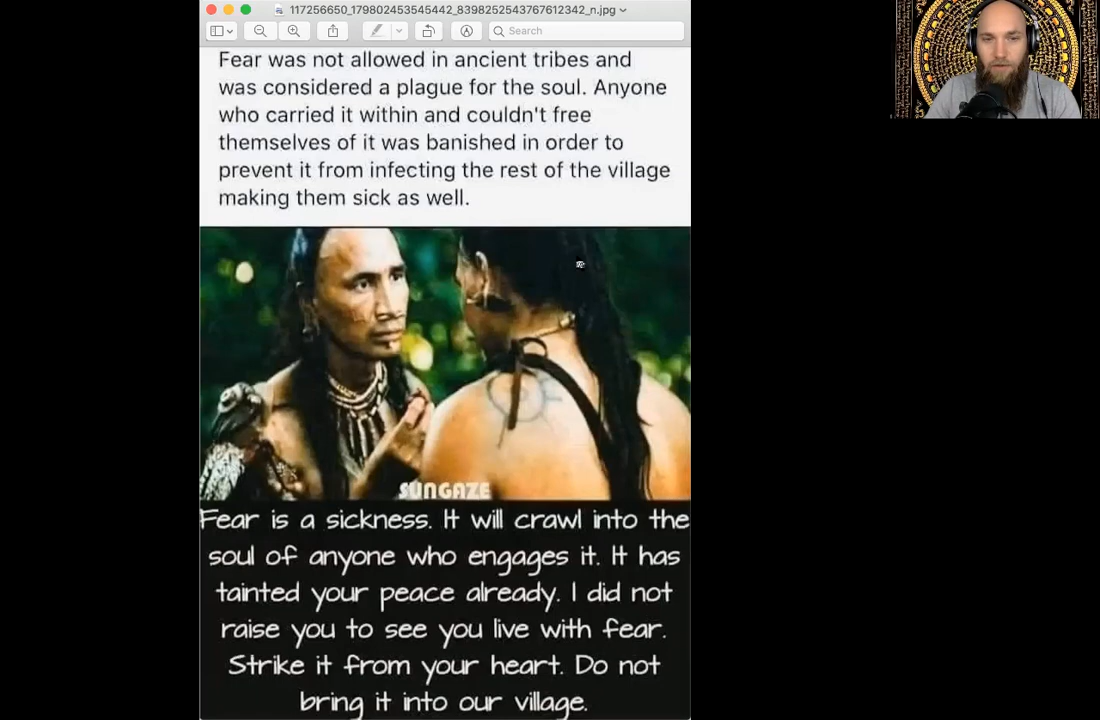 117256650_179802453545442_8398252543767612342_n.jpg
Search
Fear was not allowed in ancient tribes and
was considered a plague for the soul. Anyone
who carried it within and couldn't free
themselves of it was banished in order to
prevent it from infecting the rest of the village
making them sick as well.
SUNGAZE
Fear is a sickness. It will crawl into the
soul of anyone who engages it. It has
tainted your peace already. I did not
raise you to see you live with fear.
Strike it from your heart. Do not
bring it into our village.